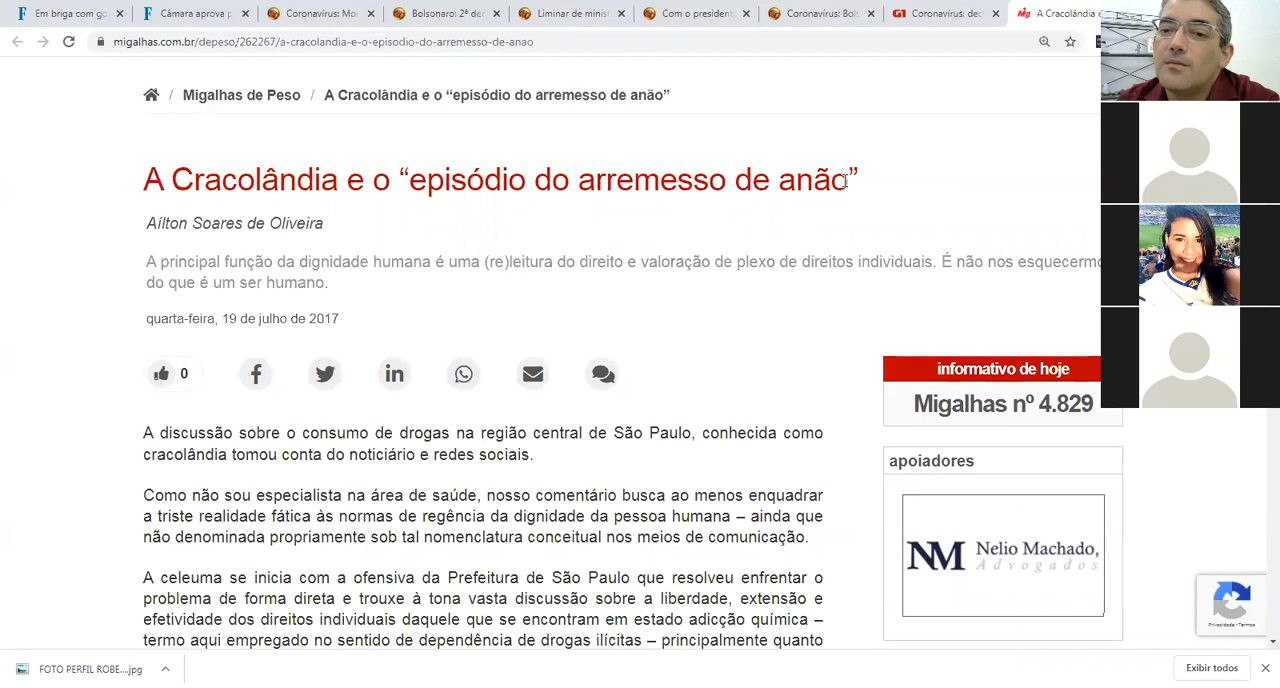 Em briga com go
Câmara aprova p
Coronavírus: Mo
Bolsonaro: 2ª de
Liminar de minist
Com o president
Coronavírus: Bols
G1 Coronavírus: dec
Mig A Cracolândia e
migalhas.com.br/depeso/262267/a-cracolandia-e-o-episodio-do-arremesso-de-anao
/ Migalhas de Peso / A Cracolândia e o “episódio do arremesso de anão”
A Cracolândia e o “episódio do arremesso de anão”
Aílton Soares de Oliveira
A principal função da dignidade humana é uma (re)leitura do direito e valoração de plexo de direitos individuais. É não nos esquecermo
do que é um ser humano.
quarta-feira, 19 de julho de 2017
0
informativo de hoje
Migalhas nº 4.829
A discussão sobre o consumo de drogas na região central de São Paulo, conhecida como
cracolândia tomou conta do noticiário e redes sociais.
apoiadores
Como não sou especialista na área de saúde, nosso comentário busca ao menos enquadrar
a triste realidade fática às normas de regência da dignidade da pessoa humana – ainda que
não denominada propriamente sob tal nomenclatura conceitual nos meios de comunicação.
NM Nelio Machado,
Advogados
A celeuma se inicia com a ofensiva da Prefeitura de São Paulo que resolveu enfrentar o
problema de forma direta e trouxe à tona vasta discussão sobre a liberdade, extensão e
efetividade dos direitos individuais daquele que se encontram em estado adicção química –
termo aqui empregado no sentido de dependência de drogas ilícitas – principalmente quanto
Privacidade - Termos
FOTO PERFIL ROBE....jpg
Exibir todos